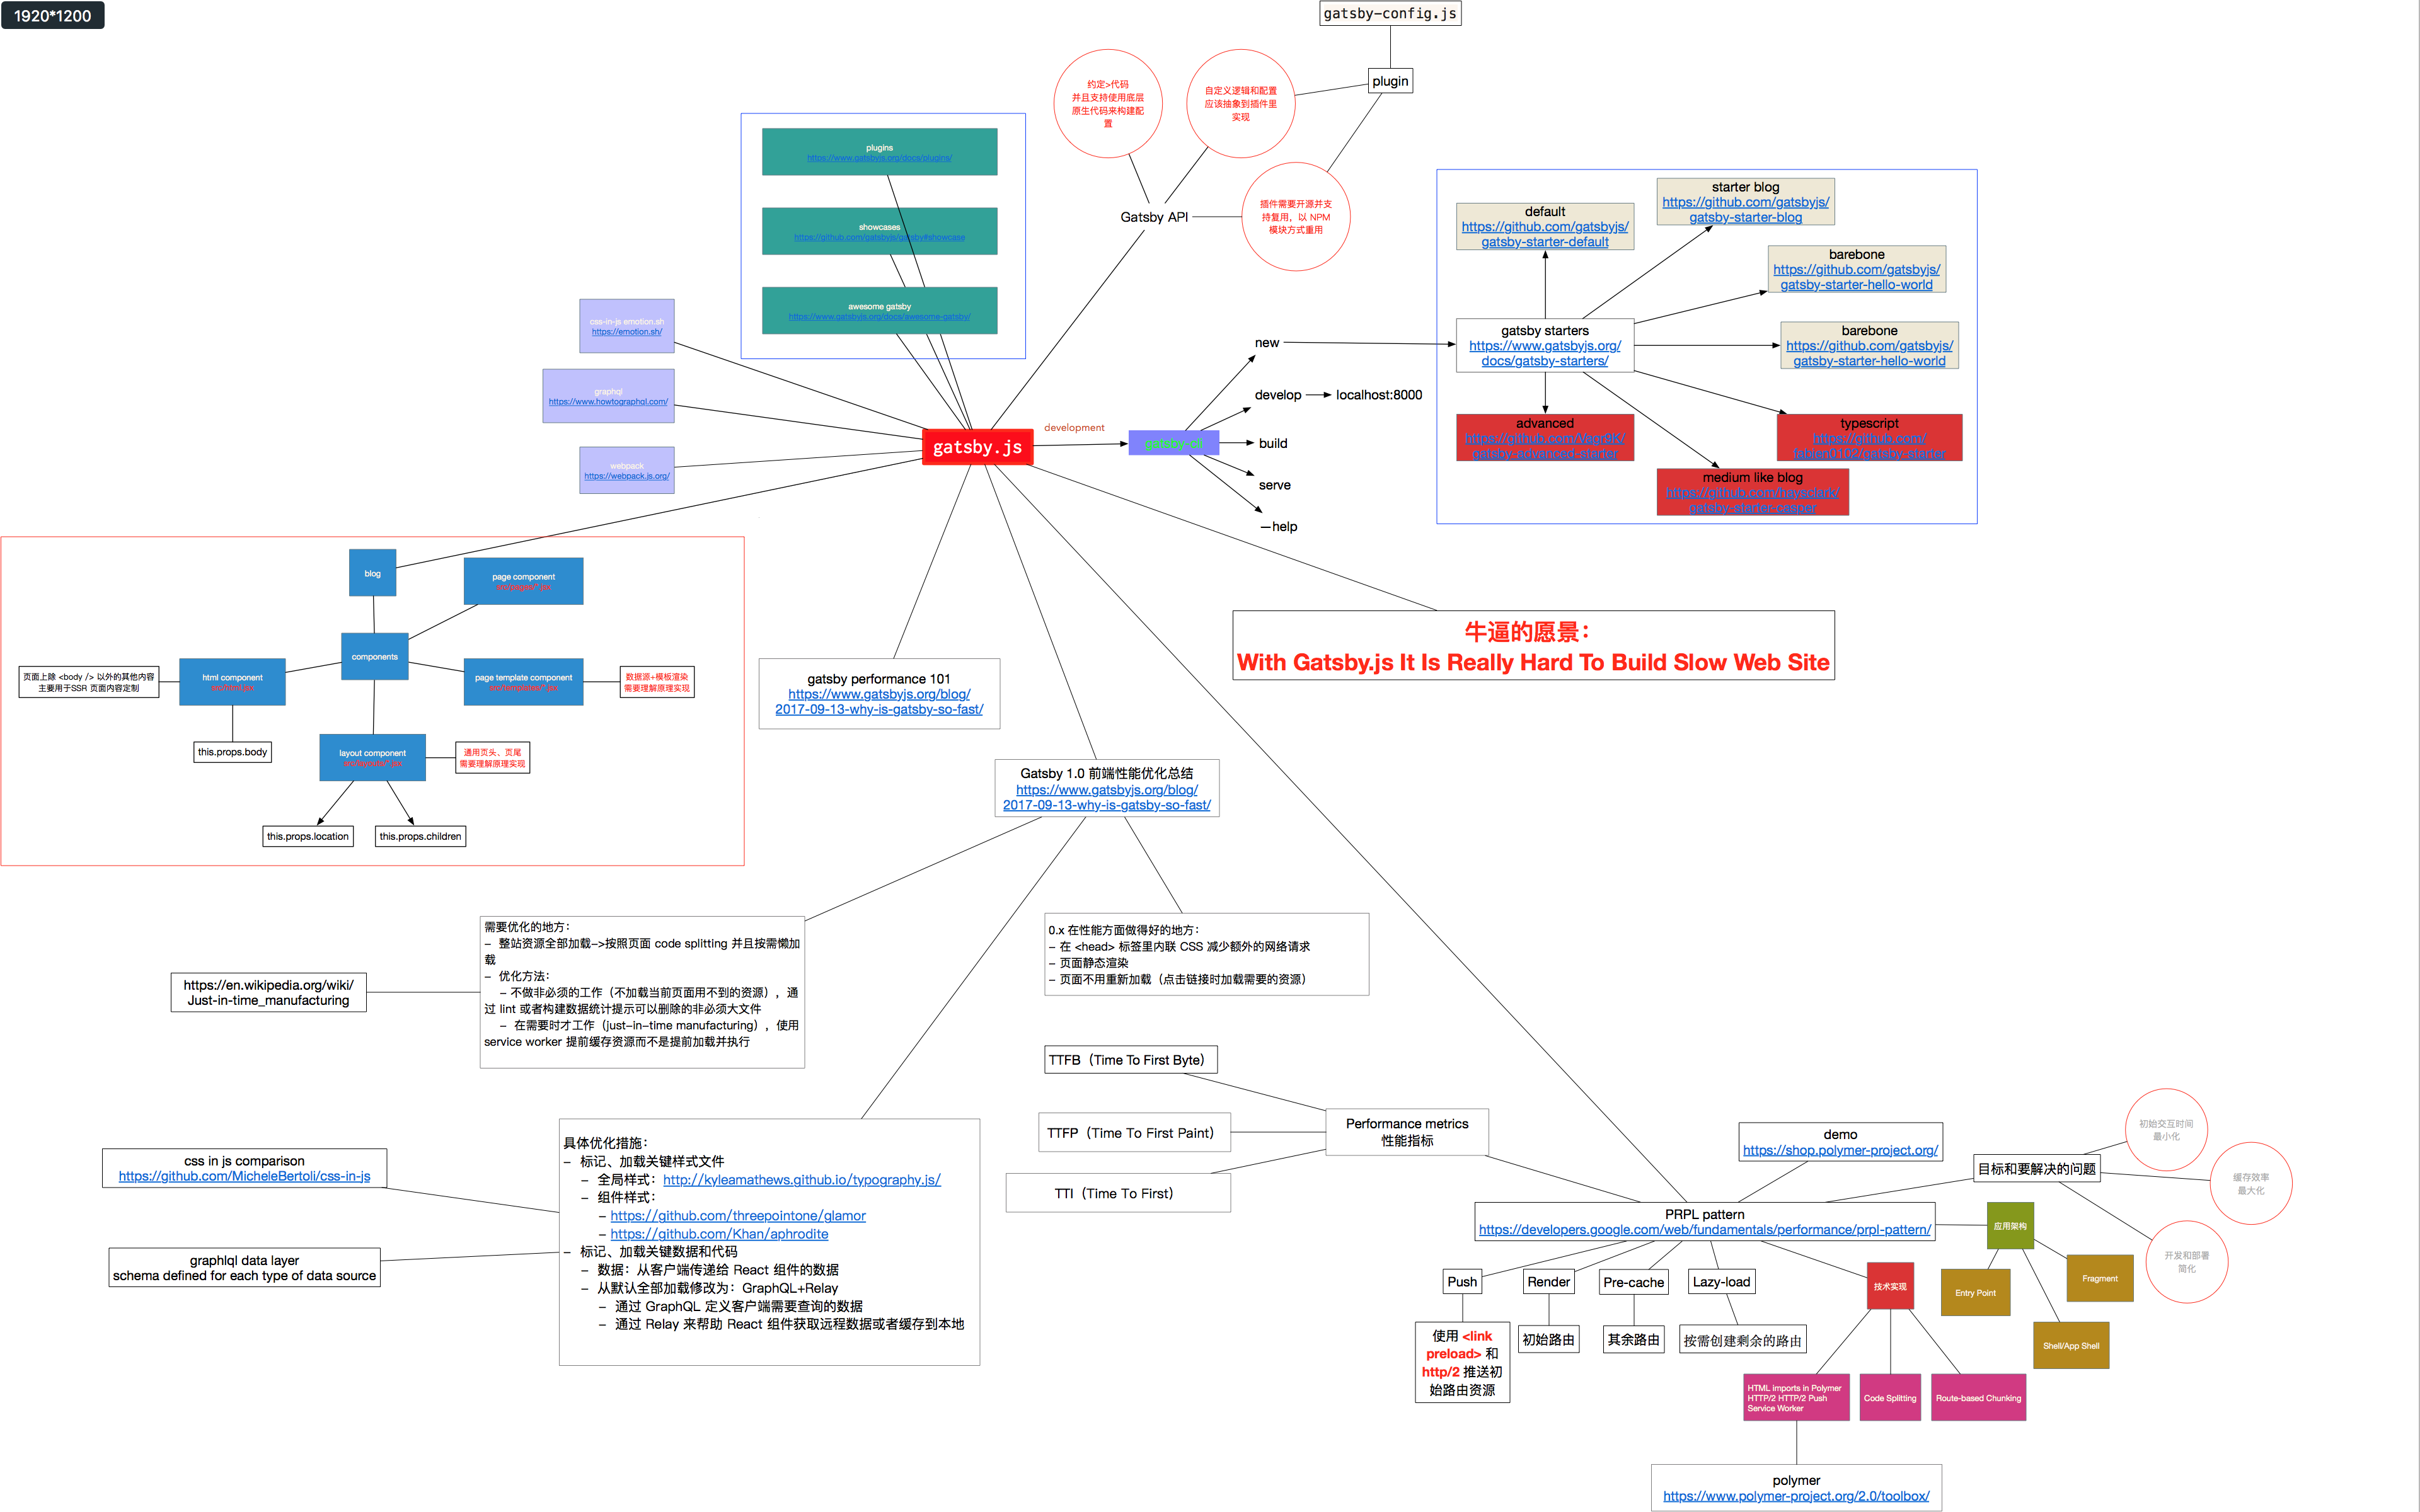 1920*1200
gatsby-config.js
plugin
约定>代码
并且支持使用底层
原生代码来构建配
置
自定义逻辑和配置
应该抽象到插件里
实现
插件需要开源并支
持复用，以 NPM
模块方式重用
Gatsby API
plugins
https://www.gatsbyjs.org/docs/plugins/
showcases
https://github.com/gatsbyjs/gatsby#showcase
awesome gatsby
https://www.gatsbyjs.org/docs/awesome-gatsby/
css-in-js emotion.sh
https://emotion.sh/
graphql
https://www.howtographql.com/
webpack
https://webpack.js.org/
gatsby.js
development
gatsby-cli
new
develop
localhost:8000
build
serve
—help
starter blog
https://github.com/gatsbyjs/
gatsby-starter-blog
default
https://github.com/gatsbyjs/
gatsby-starter-default
barebone
https://github.com/gatsbyjs/
gatsby-starter-hello-world
gatsby starters
https://www.gatsbyjs.org/
docs/gatsby-starters/
barebone
https://github.com/gatsbyjs/
gatsby-starter-hello-world
advanced
https://github.com/Vagr9K/
gatsby-advanced-starter
typescript
https://github.com/
fabien0102/gatsby-starter
medium like blog
https://github.com/haysclark/
gatsby-starter-casper
blog
page component
components
html component
src/html.jsx
页面上除 <body /> 以外的其他内容
主要用于SSR 页面内容定制
page template component
数据源+模板渲染
需要理解原理实现
this.props.body
layout component
通用页头、页尾
需要理解原理实现
this.props.location
this.props.children
牛逼的愿景：
With Gatsby.js It Is Really Hard To Build Slow Web Site
gatsby performance 101
https://www.gatsbyjs.org/blog/
2017-09-13-why-is-gatsby-so-fast/
Gatsby 1.0 前端性能优化总结
https://www.gatsbyjs.org/blog/
2017-09-13-why-is-gatsby-so-fast/
需要优化的地方：
- 整站资源全部加载—>按照页面 code splitting 并且按需懒加
载
- 优化方法：
- 不做非必须的工作（不加载当前页面用不到的资源），通
过 lint 或者构建数据统计提示可以删除的非必须大文件
- 在需要时才工作（just-in-time manufacturing），使用
service worker 提前缓存资源而不是提前加载并执行
https://en.wikipedia.org/wiki/
Just-in-time_manufacturing
0.x 在性能方面做得好的地方：
- 在 <head> 标签里内联 CSS 减少额外的网络请求
- 页面静态渲染
- 页面不用重新加载（点击链接时加载需要的资源）
具体优化措施：
- 标记、加载关键样式文件
- 全局样式：http://kyleamathews.github.io/typography.js/
- 组件样式：
- https://github.com/threepointone/glamor
- https://github.com/Khan/aphrodite
- 标记、加载关键数据和代码
- 数据：从客户端传递给 React 组件的数据
- 从默认全部加载修改为：GraphQL+Relay
- 通过 GraphQL 定义客户端需要查询的数据
- 通过 Relay 来帮助 React 组件获取远程数据或者缓存到本地
css in js comparison
https://github.com/MicheleBertoli/css-in-js
graphlql data layer
schema defined for each type of data source
TTFB（Time To First Byte）
TTFP（Time To First Paint）
TTI（Time To First）
Performance metrics
性能指标
demo
https://shop.polymer-project.org/
目标和要解决的问题
初始交互时间
最小化
缓存效率
最大化
开发和部署
简化
PRPL pattern
https://developers.google.com/web/fundamentals/performance/prpl-pattern/
应用架构
Entry Point
Fragment
Shell/App Shell
Push
Render
Pre-cache
Lazy-load
技术实现
使用 <link
preload> 和
http/2 推送初
始路由资源
初始路由
其余路由
按需创建剩余的路由
HTML imports in Polymer
HTTP/2 HTTP/2 Push
Service Worker
Code Splitting
Route-based Chunking
polymer
https://www.polymer-project.org/2.0/toolbox/